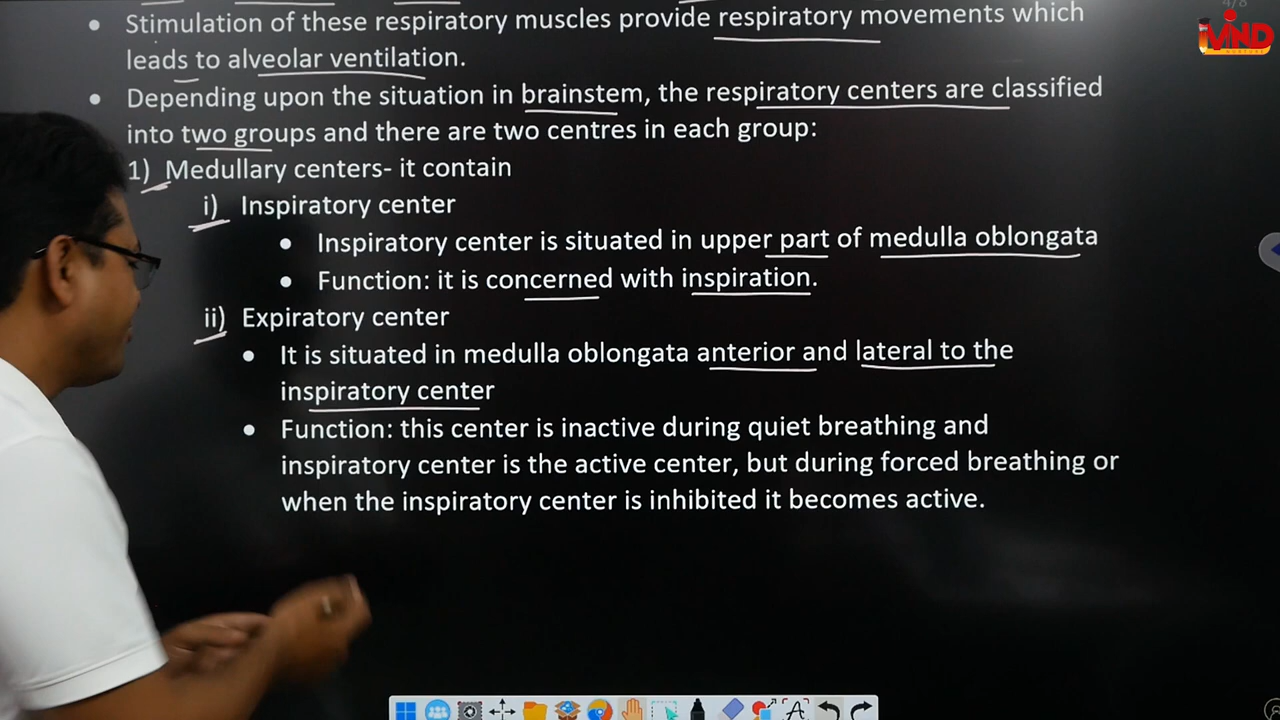 4/8
MIND
• Stimulation of these respiratory muscles provide respiratory movements which
leads to alveolar ventilation.
• Depending upon the situation in brainstem, the respiratory centers are classified
into two groups and there are two centres in each group:
1) Medullary centers- it contain
i) Inspiratory center
• Inspiratory center is situated in upper part of medulla oblongata
• Function: it is concerned with inspiration.
ii) Expiratory center
• It is situated in medulla oblongata anterior and lateral to the
inspiratory center
• Function: this center is inactive during quiet breathing and
inspiratory center is the active center, but during forced breathing or
when the inspiratory center is inhibited it becomes active.